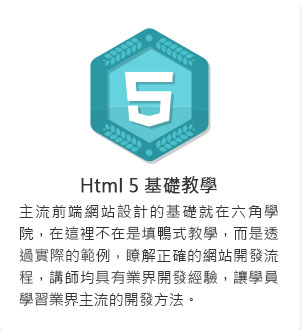 5
Html 5 基礎教學
主流前端網站設計的基礎就在六角學
院，在這裡不在是填鴨式教學，而是透
過實際的範例，瞭解正確的網站開發流
程，講師均具有業界開發經驗，讓學員
學習業界主流的開發方法。